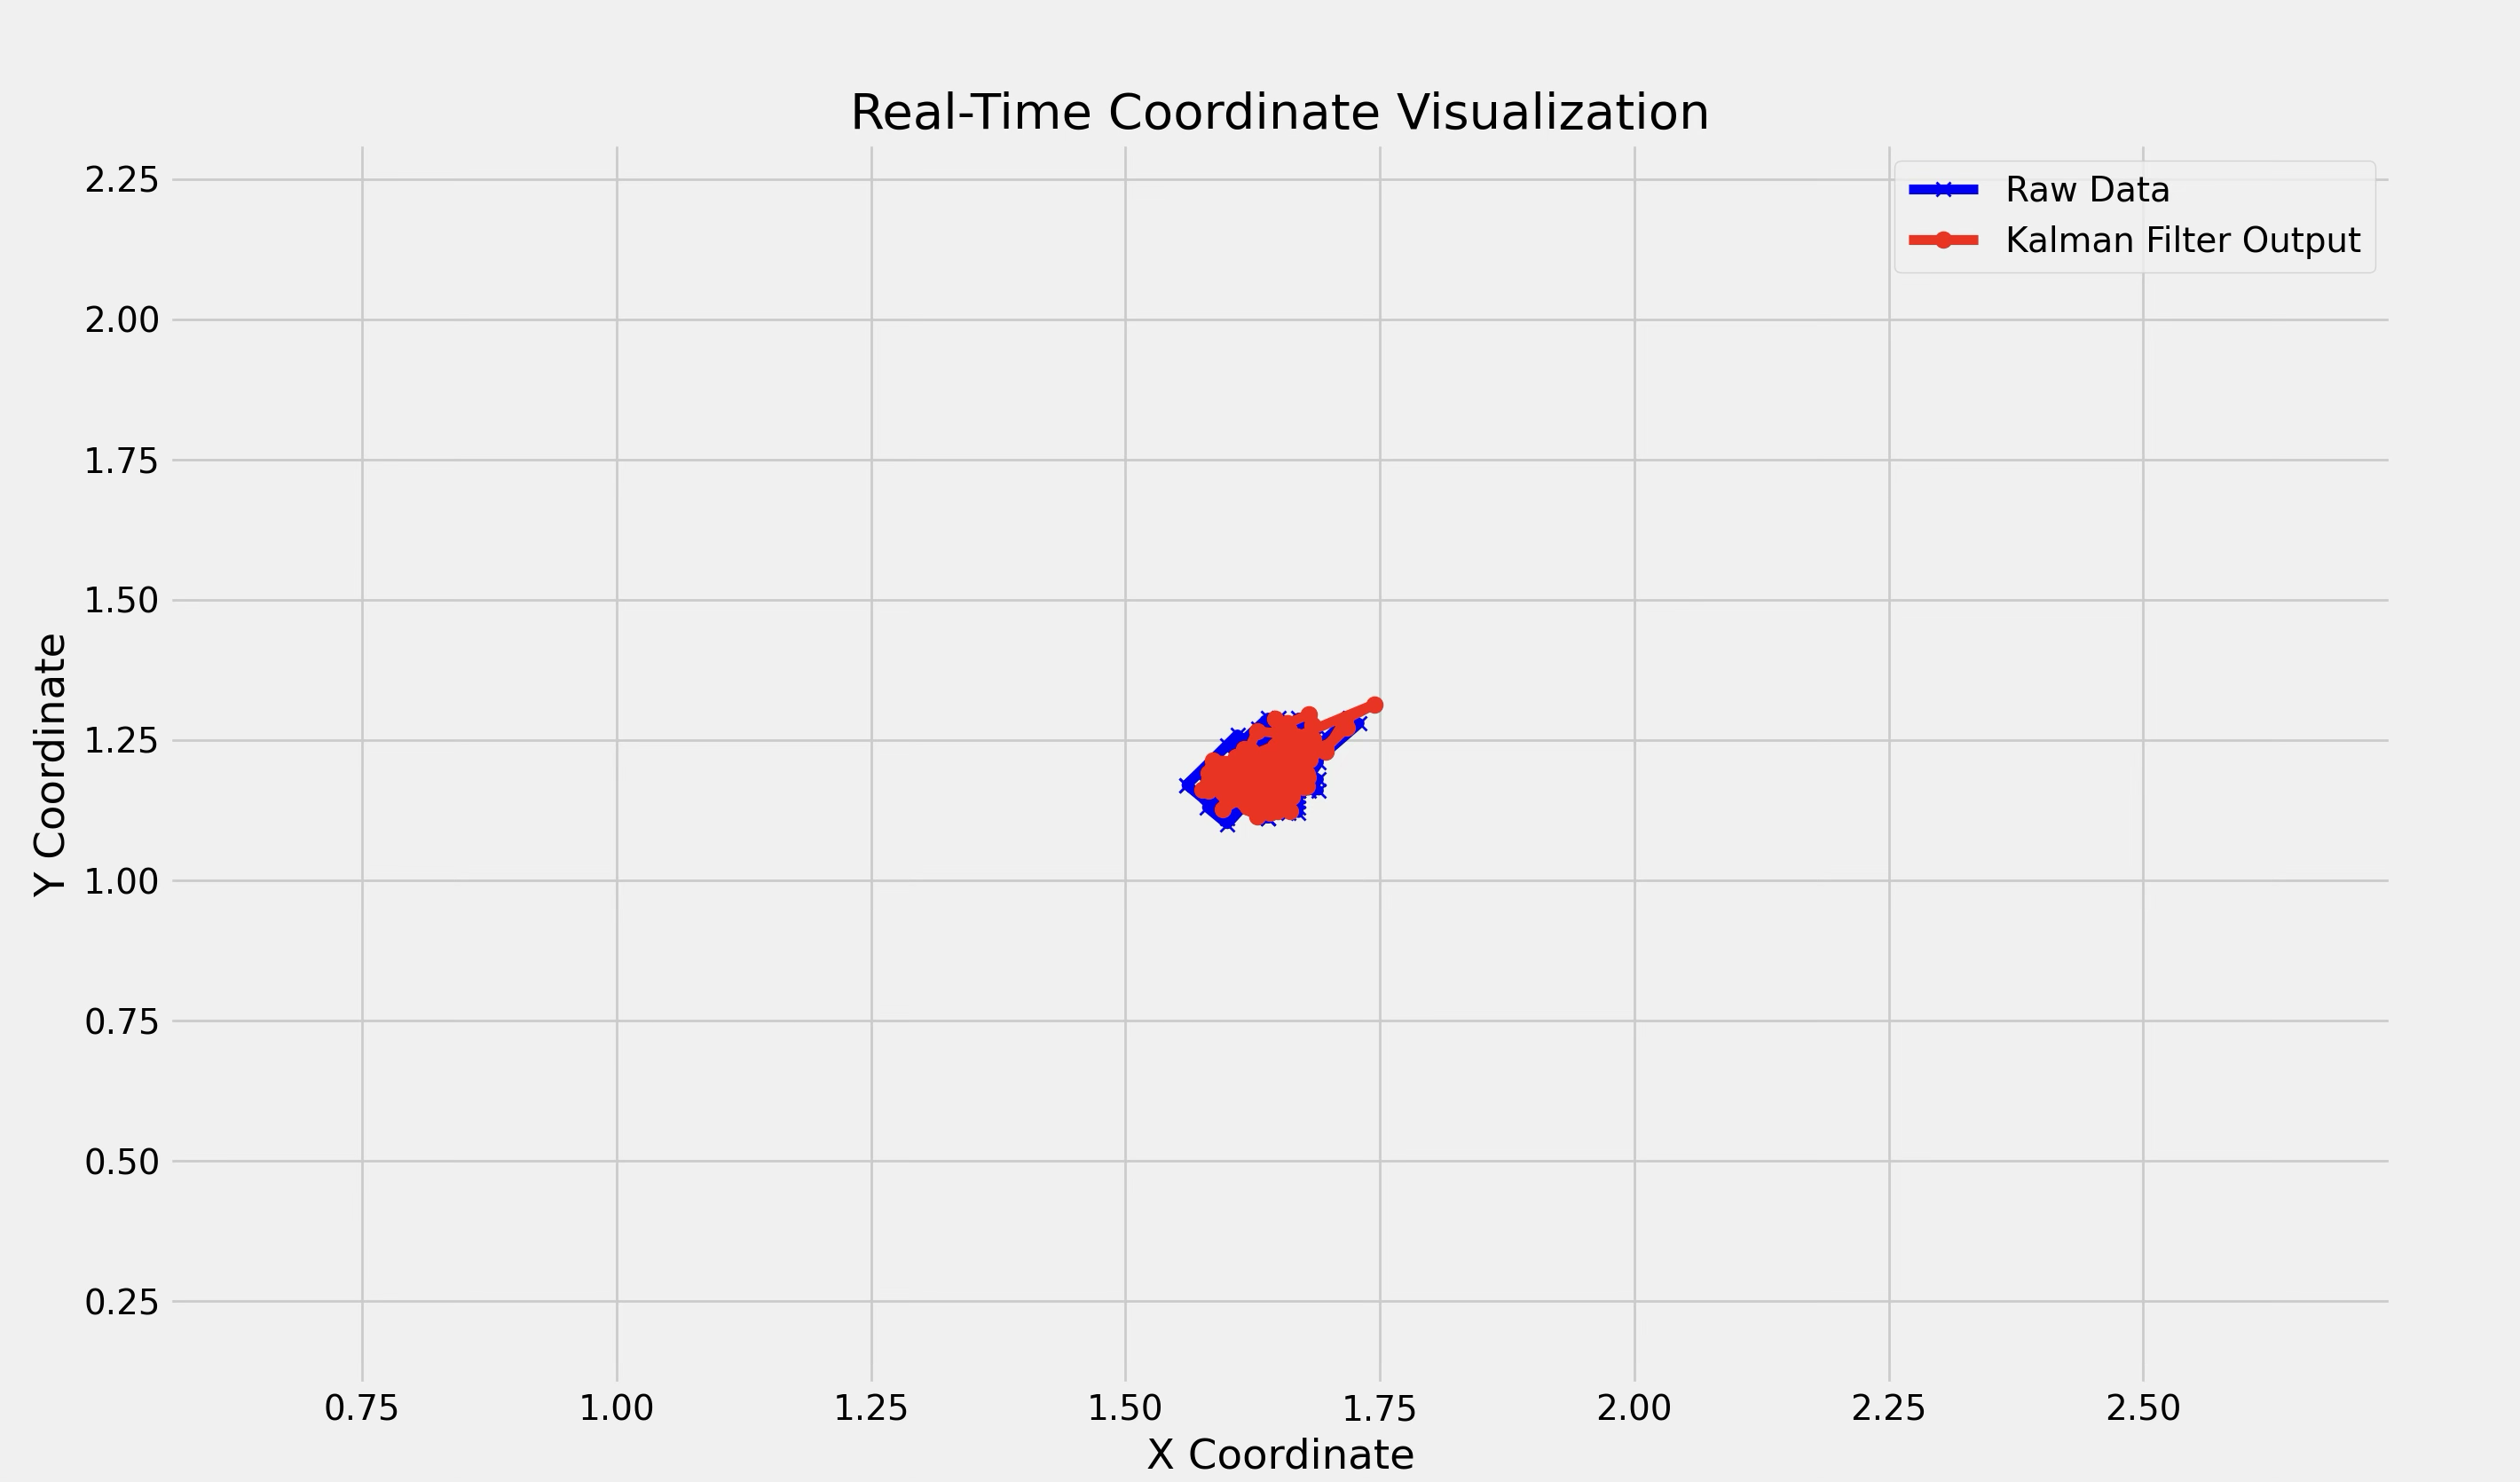 Real-Time Coordinate Visualization
Raw Data
Kalman Filter Output
2.25
2.00
1.75
1.50
1.25
1.00
0.75
0.50
0.25
Y Coordinate
0.75 1.00 1.25 1.50 1.75 2.00 2.25 2.50
X Coordinate